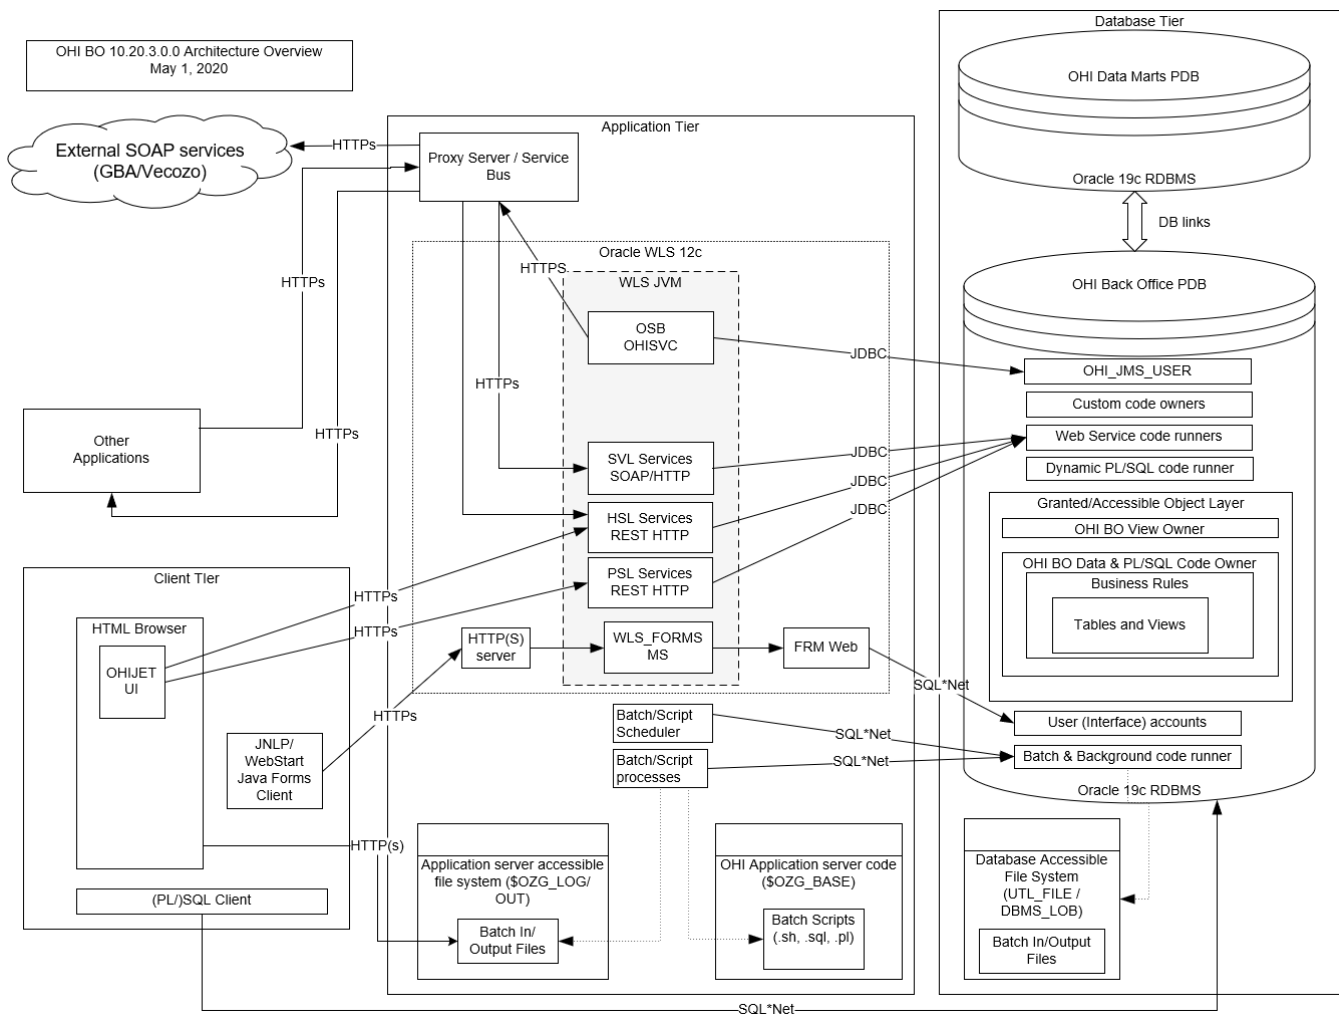 OHI BO 10.20.3.0.0 Architecture Overview
May 1, 2020
External SOAP services
(GBA/Vecozo)
HTTPs
HTTPs
HTTPs
Other
Applications
Application Tier
Proxy Server / Service
Bus
Oracle WLS 12c
HTTPS
WLS JVM
OSB
OHISVC
HTTPs
SVL Services
SOAP/HTTP
HSL Services
REST HTTP
PSL Services
REST HTTP
HTTP(S)
server
WLS_FORMS
MS
FRM Web
JDBC
JDBC
JDBC
JDBC
SQL*Net
Batch/Script
Scheduler
SQL*Net
Batch/Script
processes
SQL*Net
Application server accessible
file system ($OZG_LOG/
OUT)
Batch In/
Output Files
OHI Application server code
($OZG_BASE)
Batch Scripts
(.sh, .sql, .pl)
Client TIer
HTML Browser
OHIJET
UI
HTTPs
HTTPs
JNLP/
WebStart
Java Forms
Client
HTTPs
HTTP(s)
(PL/)SQL Client
SQL*Net
Database Tier
OHI Data Marts PDB
Oracle 19c RDBMS
DB links
OHI Back Office PDB
OHI_JMS_USER
Custom code owners
Web Service code runners
Dynamic PL/SQL code runner
Granted/Accessible Object Layer
OHI BO View Owner
OHI BO Data & PL/SQL Code Owner
Business Rules
Tables and Views
User (Interface) accounts
Batch & Background code runner
Oracle 19c RDBMS
Database Accessible
File System
(UTL_FILE /
DBMS_LOB)
Batch In/Output
Files